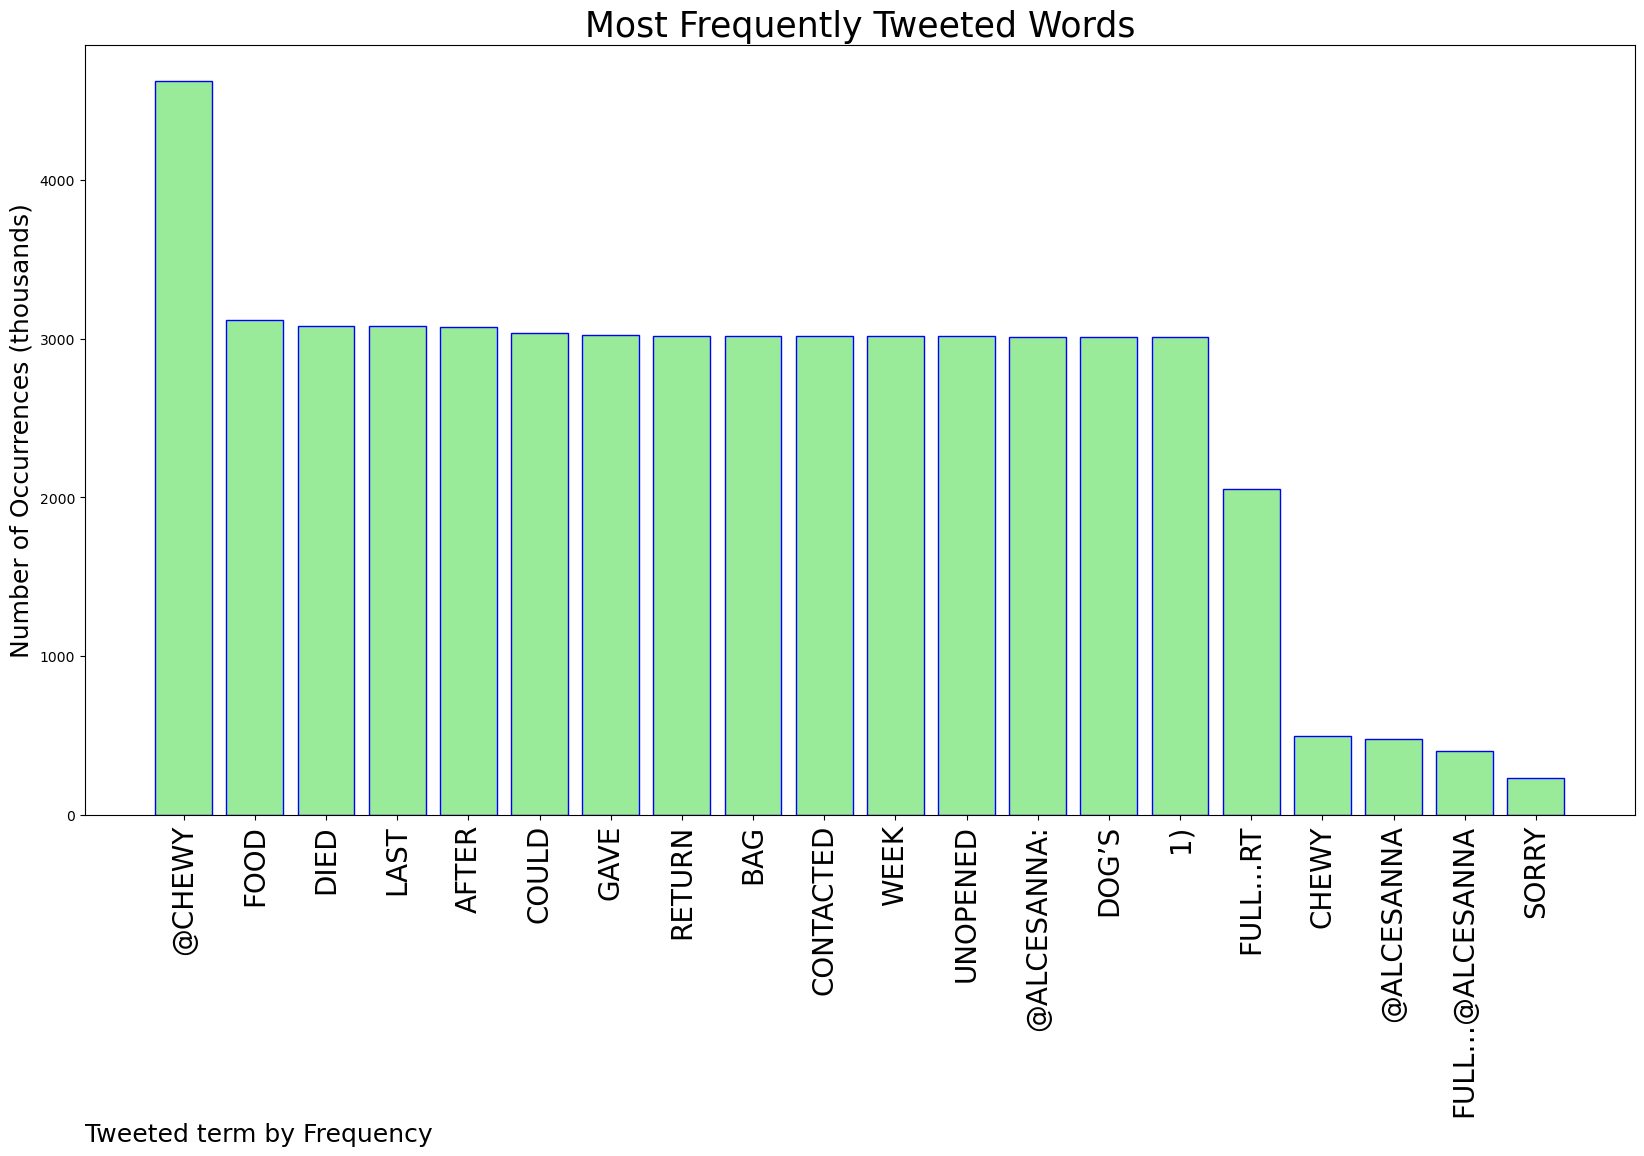 Most Frequently Tweeted Words
Number of Occurrences (thousands)
4000
3000
2000
1000
0
@CHEWY
FOOD
DIED
LAST
AFTER
COULD
GAVE
RETURN
BAG
CONTACTED
WEEK
UNOPENED
@ALCESANNA:
DOG’S
1)
FULL…RT
CHEWY
@ALCESANNA
FULL…@ALCESANNA
SORRY
Tweeted term by Frequency